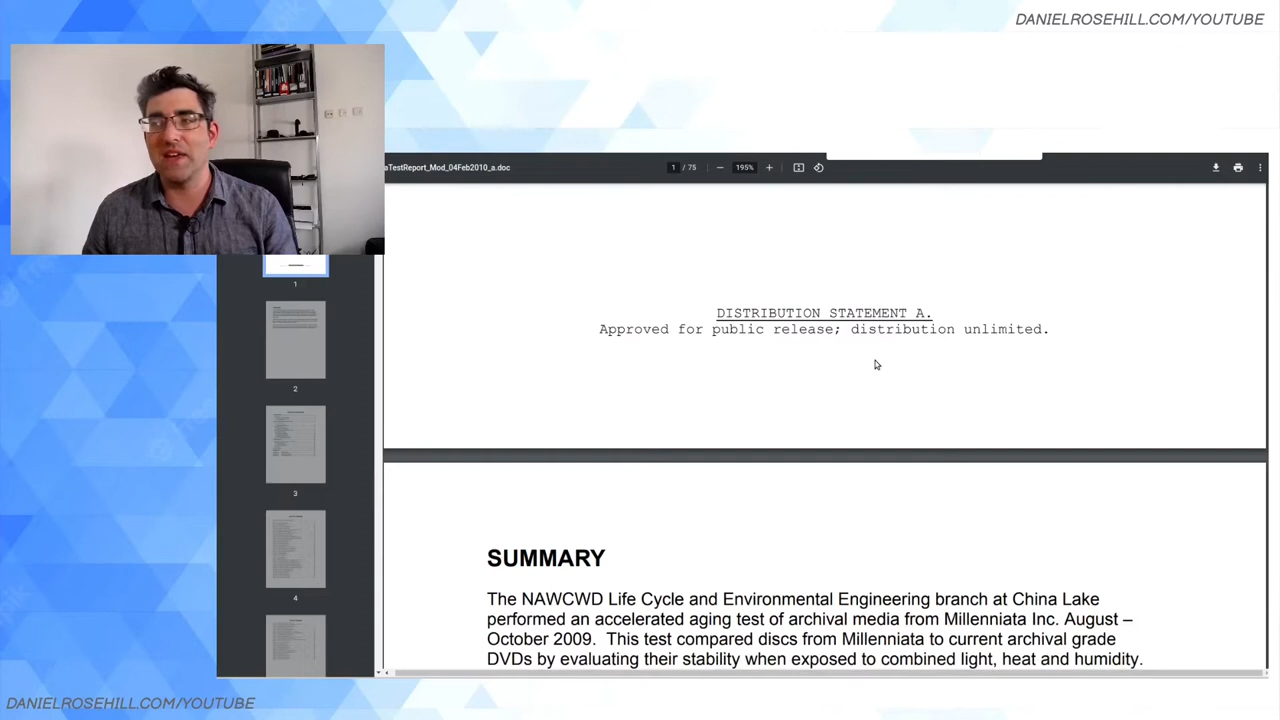 DANIELROSEHILL.COM/YOUTUBE
aTestReport_Mod_04Feb2010_a.doc
1 / 75
195%
DISTRIBUTION STATEMENT A.
Approved for public release; distribution unlimited.
1
2
3
4
SUMMARY
The NAWCWD Life Cycle and Environmental Engineering branch at China Lake
performed an accelerated aging test of archival media from Millenniata Inc. August –
October 2009. This test compared discs from Millenniata to current archival grade
DVDs by evaluating their stability when exposed to combined light, heat and humidity.
DANIELROSEHILL.COM/YOUTUBE